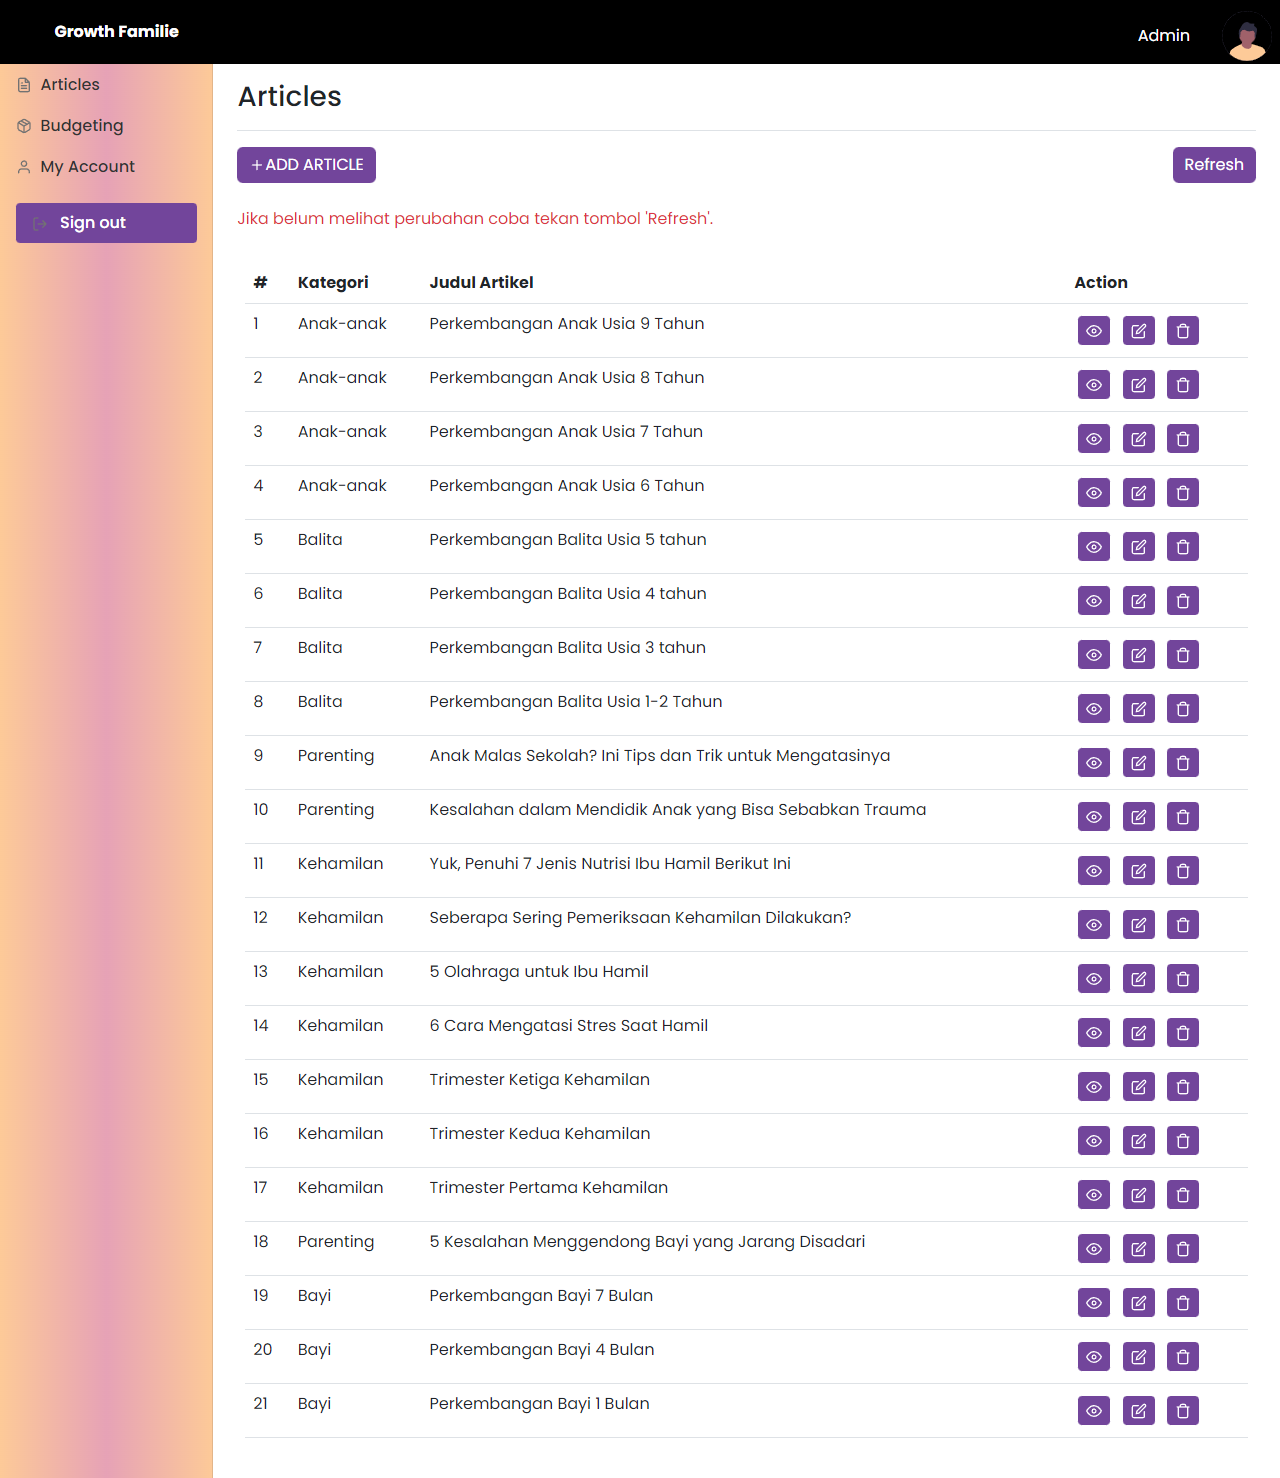 Growth Familie
Admin
Articles
Budgeting
My Account
Sign out
Articles
+ ADD ARTICLE
Refresh
Jika belum melihat perubahan coba tekan tombol 'Refresh'.
# Kategori Judul Artikel Action
1 Anak-anak Perkembangan Anak Usia 9 Tahun
2 Anak-anak Perkembangan Anak Usia 8 Tahun
3 Anak-anak Perkembangan Anak Usia 7 Tahun
4 Anak-anak Perkembangan Anak Usia 6 Tahun
5 Balita Perkembangan Balita Usia 5 tahun
6 Balita Perkembangan Balita Usia 4 tahun
7 Balita Perkembangan Balita Usia 3 tahun
8 Balita Perkembangan Balita Usia 1-2 Tahun
9 Parenting Anak Malas Sekolah? Ini Tips dan Trik untuk Mengatasinya
10 Parenting Kesalahan dalam Mendidik Anak yang Bisa Sebabkan Trauma
11 Kehamilan Yuk, Penuhi 7 Jenis Nutrisi Ibu Hamil Berikut Ini
12 Kehamilan Seberapa Sering Pemeriksaan Kehamilan Dilakukan?
13 Kehamilan 5 Olahraga untuk Ibu Hamil
14 Kehamilan 6 Cara Mengatasi Stres Saat Hamil
15 Kehamilan Trimester Ketiga Kehamilan
16 Kehamilan Trimester Kedua Kehamilan
17 Kehamilan Trimester Pertama Kehamilan
18 Parenting 5 Kesalahan Menggendong Bayi yang Jarang Disadari
19 Bayi Perkembangan Bayi 7 Bulan
20 Bayi Perkembangan Bayi 4 Bulan
21 Bayi Perkembangan Bayi 1 Bulan